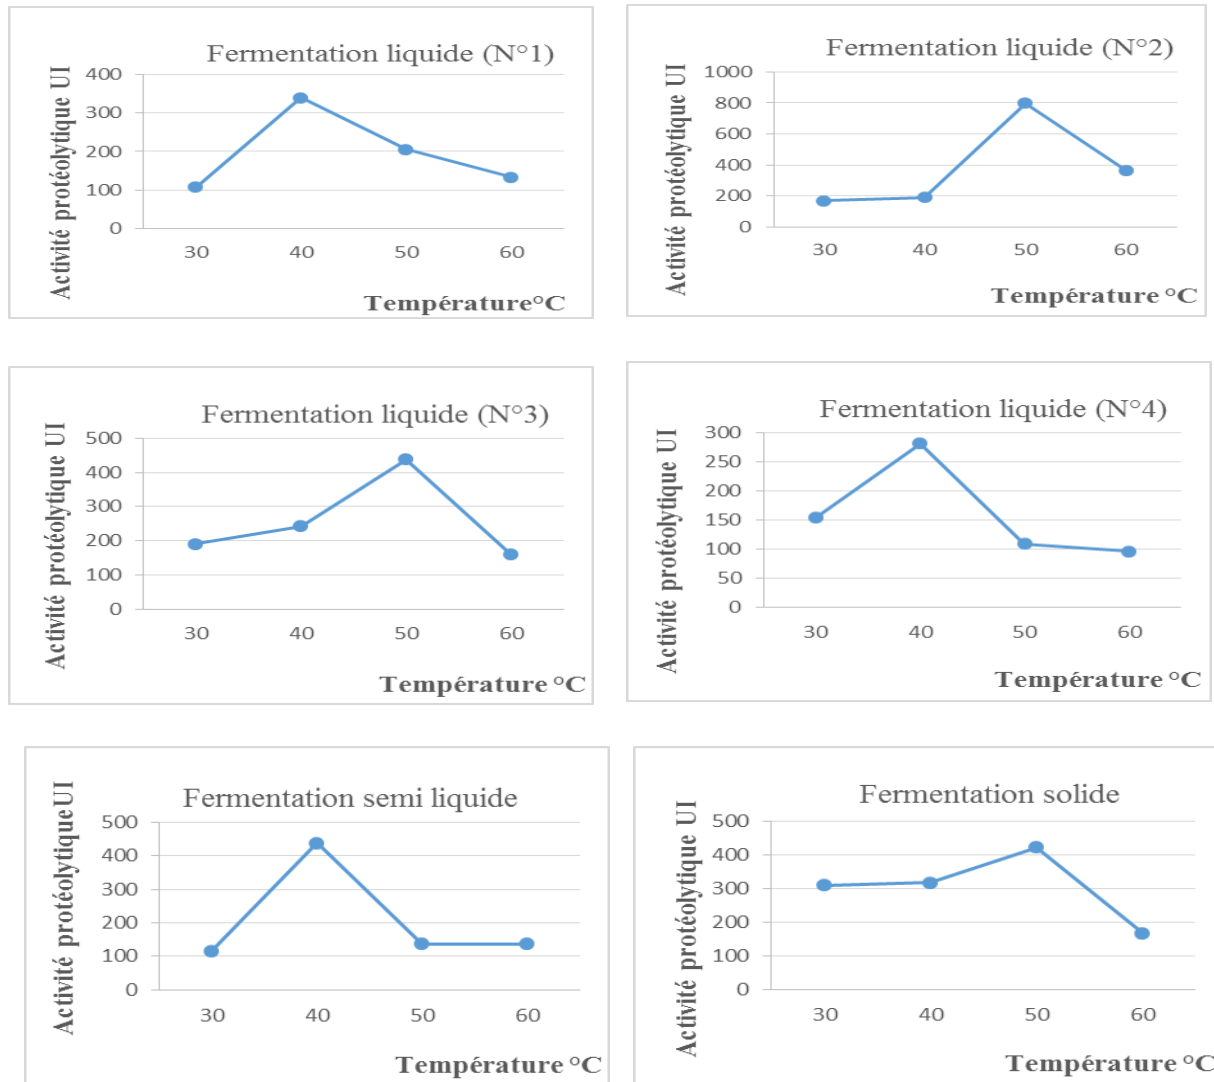 Fermentation liquide (N°1)
Activité protéolytique UI
400
300
200
100
0
30 40 50 60
Température°C
Fermentation liquide (N°2)
Activité protéolytique UI
1000
800
600
400
200
0
30 40 50 60
Température °C
Fermentation liquide (N°3)
Activité protéolytique UI
500
400
300
200
100
0
30 40 50 60
Température °C
Fermentation liquide (N°4)
Activité protéolytique UI
300
250
200
150
100
50
0
30 40 50 60
Température °C
Fermentation semi liquide
Activité protéolytiqueUI
500
400
300
200
100
0
30 40 50 60
Température °C
Fermentation solide
Activité protéolytique UI
500
400
300
200
100
0
30 40 50 60
Température °C